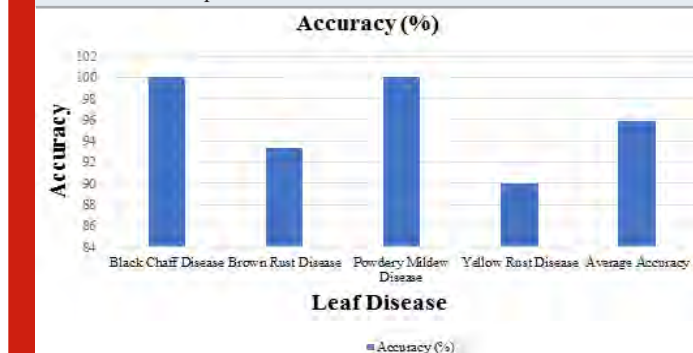 Accuracy (%)
102
100
98
96
94
92
90
88
86
84
Accuracy
Black Chaff Disease Brown Rust Disease Powdery Mildew Disease Yellow Rust Disease Average Accuracy
Leaf Disease
Accuracy (%)